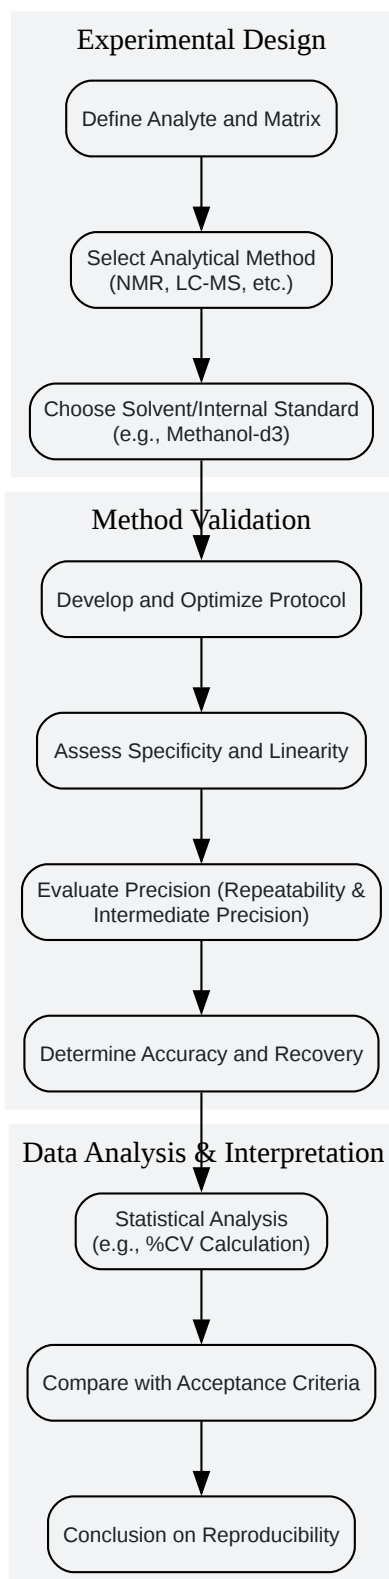 Experimental Design
Define Analyte and Matrix
Select Analytical Method
(NMR, LC-MS, etc.)
Choose Solvent/Internal Standard
(e.g., Methanol-d3)
Method Validation
Develop and Optimize Protocol
Assess Specificity and Linearity
Evaluate Precision (Repeatability &
Intermediate Precision)
Determine Accuracy and Recovery
Data Analysis & Interpretation
Statistical Analysis
(e.g., %CV Calculation)
Compare with Acceptance Criteria
Conclusion on Reproducibility